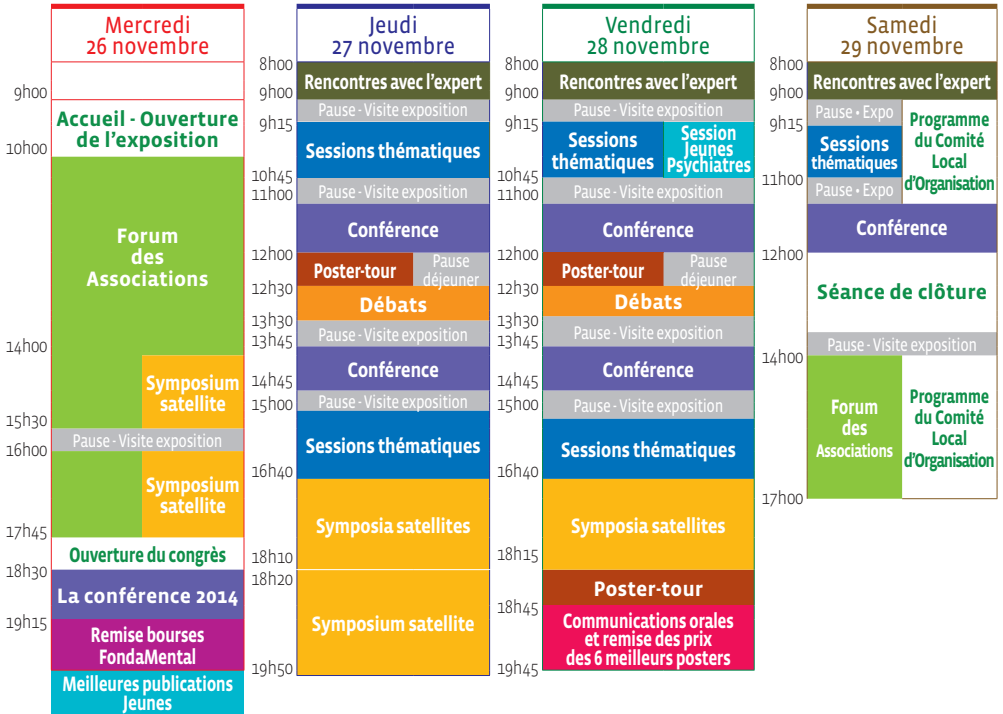 Mercredi
26 novembre
9h00
Accueil - Ouverture
de l'exposition
10h00
Forum
des
Associations
14h00
Symposium
satellite
15h30
Pause - Visite exposition
16h00
Symposium
satellite
17h45
Ouverture du congrès
18h30
La conférence 2014
19h15
Remise bourses
FondaMental
Meilleures publications
Jeunes
Jeudi
27 novembre
8h00
Rencontres avec l'expert
9h00
Pause - Visite exposition
9h15
Sessions thématiques
10h45
Pause - Visite exposition
11h00
Conférence
12h00
Poster-tour
Pause
déjeuner
12h30
Débats
13h30
Pause - Visite exposition
13h45
Conférence
14h45
Pause - Visite exposition
15h00
Sessions thématiques
16h40
Symposia satellites
18h10
18h20
Symposium satellite
19h50
Vendredi
28 novembre
8h00
Rencontres avec l'expert
9h00
Pause - Visite exposition
9h15
Sessions
thématiques
Session
Jeunes
Psychiatres
10h45
Pause - Visite exposition
11h00
Conférence
12h00
Poster-tour
Pause
déjeuner
12h30
Débats
13h30
Pause - Visite exposition
13h45
Conférence
14h45
Pause - Visite exposition
15h00
Sessions thématiques
16h40
Symposia satellites
18h15
Poster-tour
18h45
Communications orales
et remise des prix
des 6 meilleurs posters
19h45
Samedi
29 novembre
8h00
Rencontres avec l'expert
9h00
Pause • Expo
9h15
Sessions
thématiques
Programme
du Comité
Local
d'Organisation
11h00
Pause • Expo
Conférence
12h00
Séance de clôture
Pause - Visite exposition
14h00
Forum
des
Associations
Programme
du Comité
Local
d'Organisation
17h00